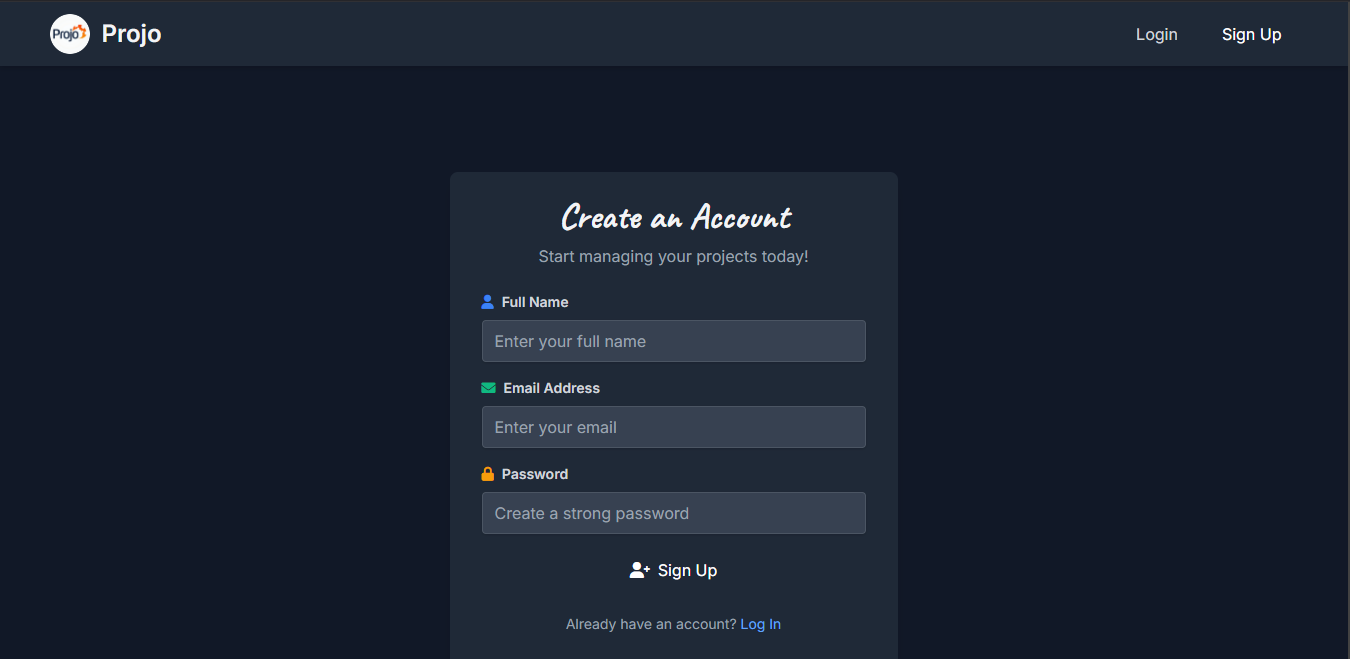 Projo Projo Login Sign Up
Create an Account
Start managing your projects today!
Full Name
Enter your full name
Email Address
Enter your email
Password
Create a strong password
Sign Up
Already have an account? Log In